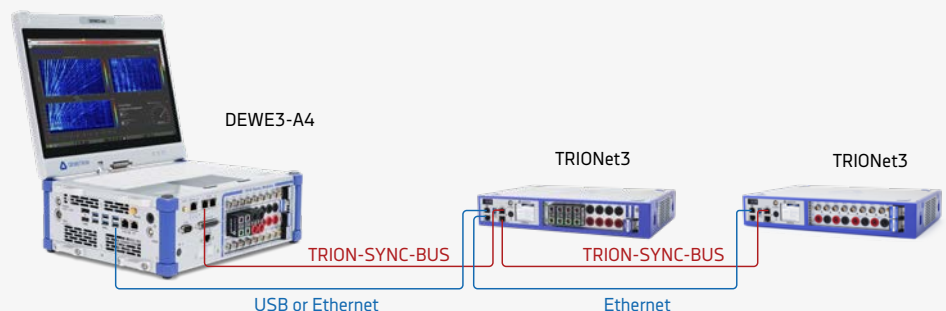 DEWE3-A4
TRIONet3
TRIONet3
TRION-SYNC-BUS
TRION-SYNC-BUS
USB or Ethernet
Ethernet